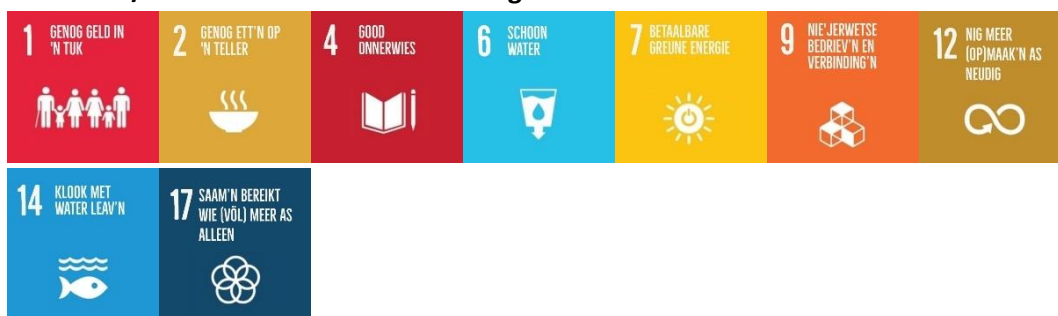 1 GENOG GELD IN
'N TUK
2 GENOG ETT'N OP
'N TELLER
4 GOOD
ONNERWIES
6 SCHOON
WATER
7 BETAALBARE
GREUNE ENERGIE
9 NIE'JERWETSE
BEDRIEV'N EN
VERBINDING'N
12 NIG MEER
(OP)MAAK'N AS
NEUDIG
14 KLOOK MET
WATER LEAV'N
17 SAAM'N BEREIKT
WIE (VÖL) MEER AS
ALLEEN